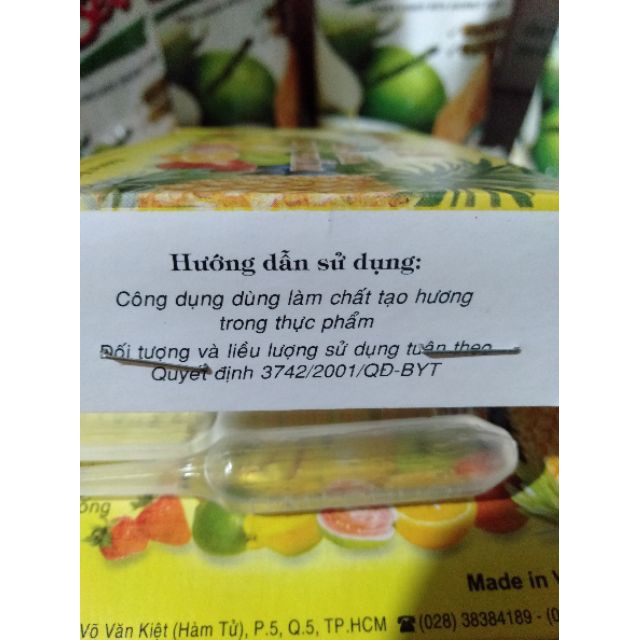 Hướng dẫn sử dụng:
Công dụng dùng làm chất tạo hương
trong thực phẩm
Đối tượng và liều lượng sử dụng tuân theo
Quyết định 3742/2001/QĐ-BYT
Made in V
Võ Văn Kiệt (Hàm Tử), P.5, Q.5, TP.HCM ☎(028) 38384189 - (0